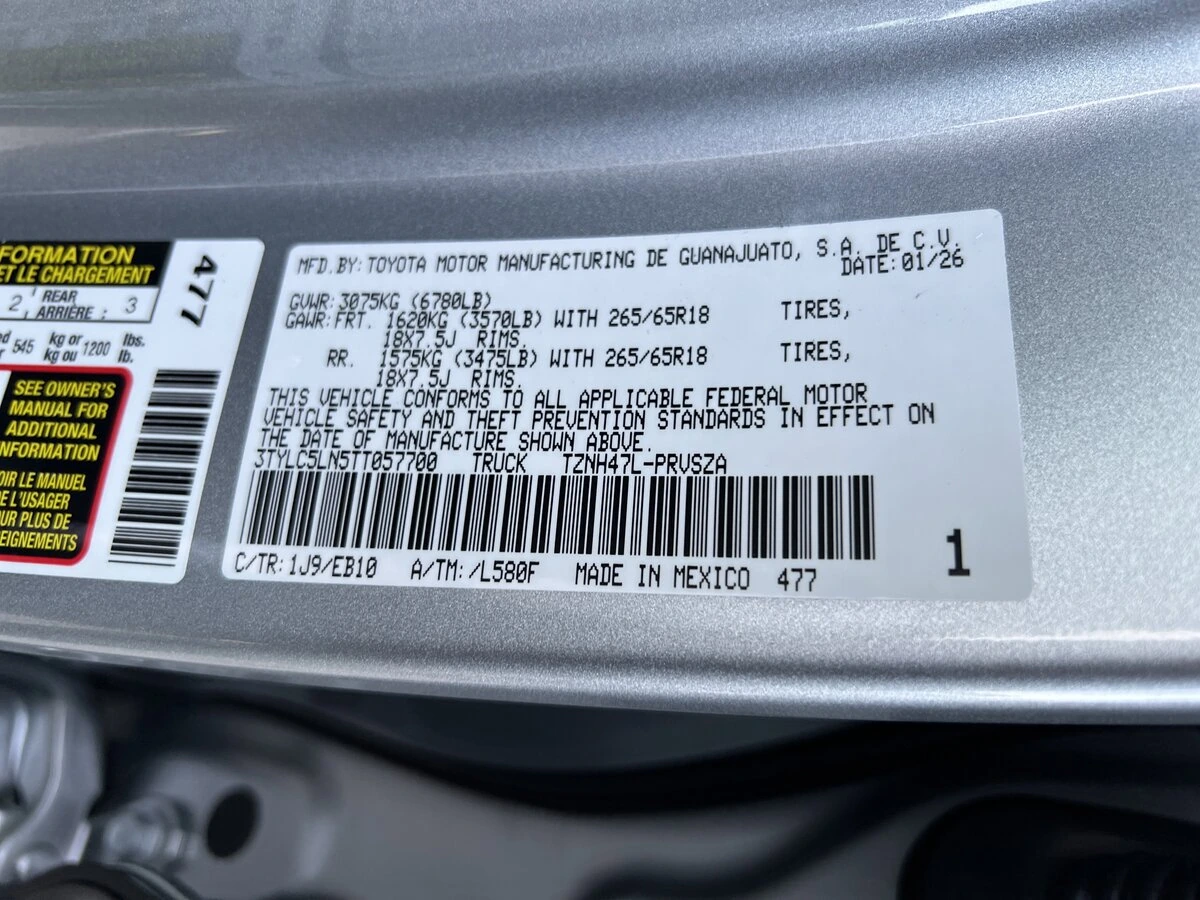 FORMATION
ET LE CHARGEMENT
2 , REAR
ARRIÈRE : 3
545 kg or
kg ou 1200 lbs.
lb.
SEE OWNER'S
MANUAL FOR
ADDITIONAL
NFORMATION
OIR LE MANUEL
DE L'USAGER
UR PLUS DE
EIGNEMENTS
477
MFD.BY:TOYOTA MOTOR MANUFACTURING DE GUANAJUATO, S.A. DE C.V.
DATE:01/26
GVWR:3075KG (6780LB)
GAWR:FRT. 1620KG (3570LB) WITH 265/65R18 TIRES,
18X7.5J RIMS.
RR. 1575KG (3475LB) WITH 265/65R18 TIRES,
18X7.5J RIMS.
THIS VEHICLE CONFORMS TO ALL APPLICABLE FEDERAL MOTOR
VEHICLE SAFETY AND THEFT PREVENTION STANDARDS IN EFFECT ON
THE DATE OF MANUFACTURE SHOWN ABOVE.
3TYLC5LN5TT057700 TRUCK TZNH47L-PRVSZA
C/TR:1J9/EB10 A/TM:/L580F MADE IN MEXICO 477
1